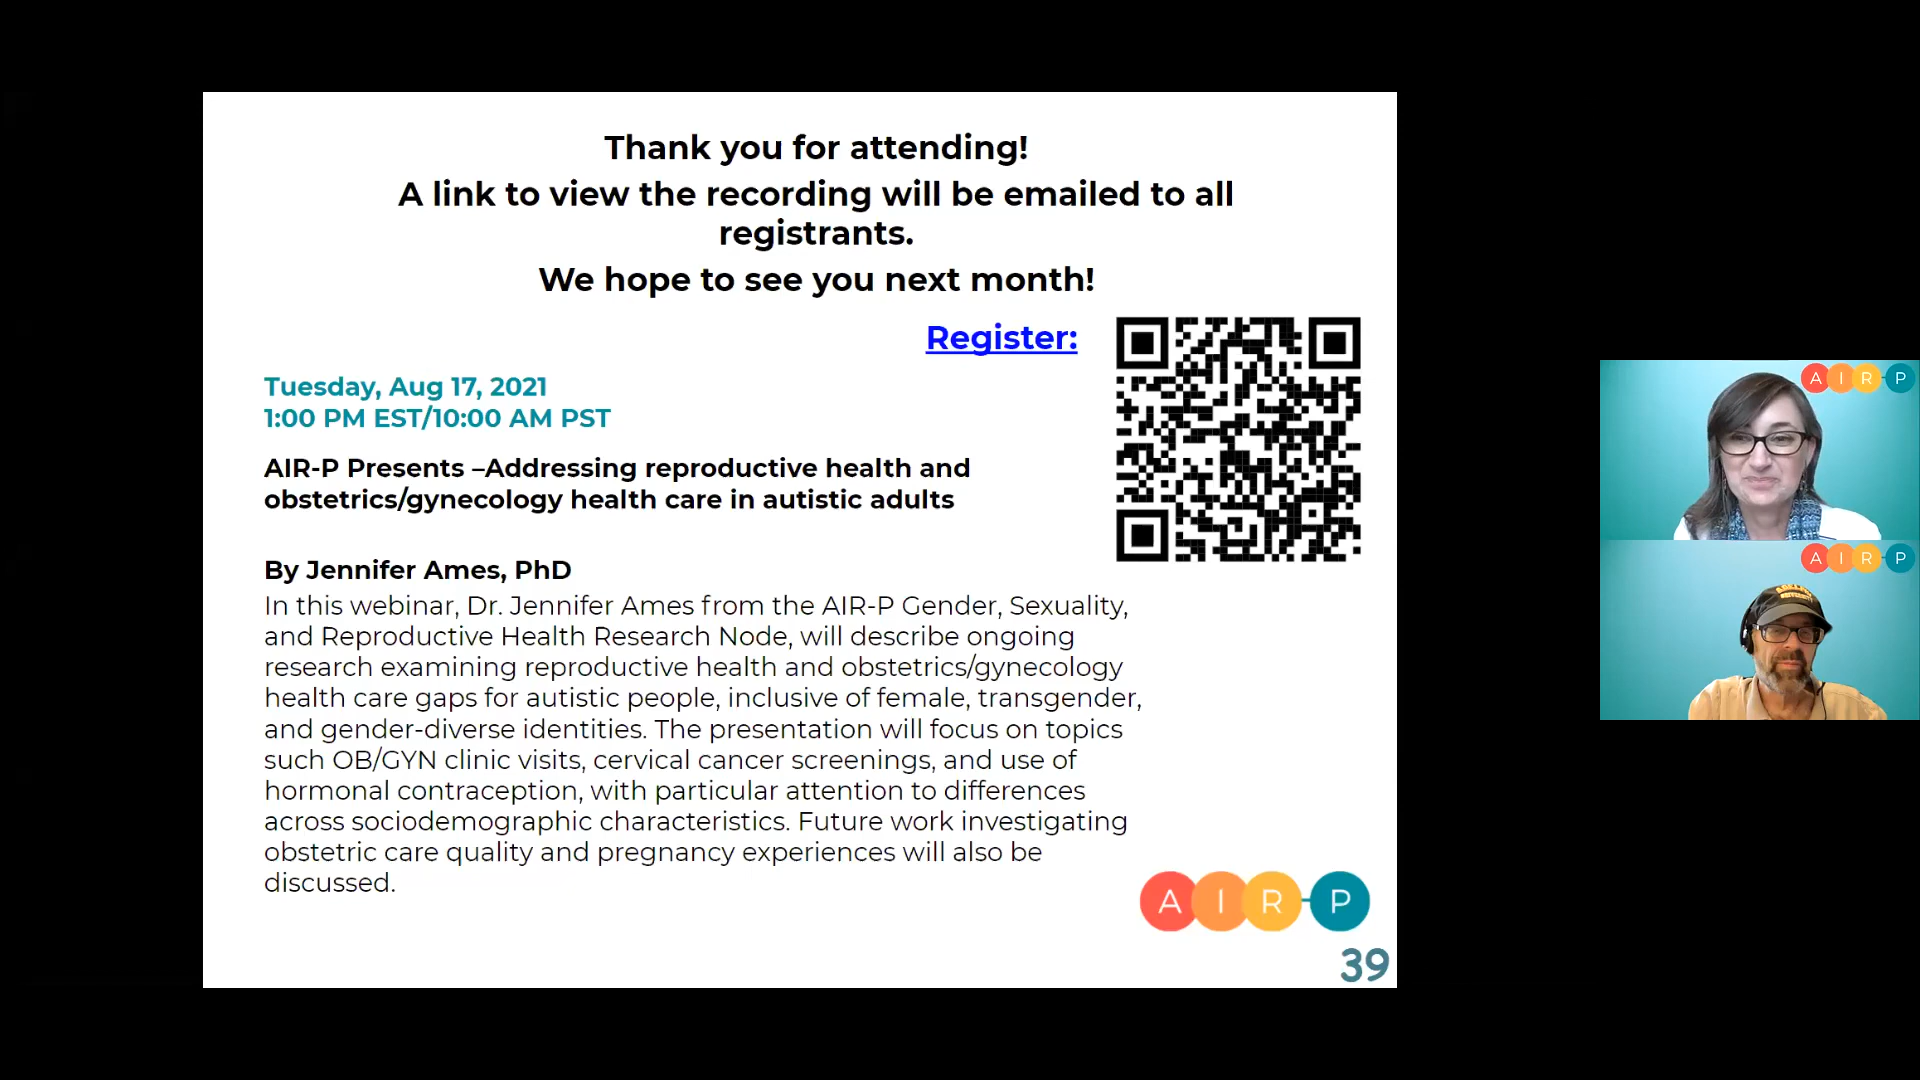 Thank you for attending!
A link to view the recording will be emailed to all
registrants.
We hope to see you next month!
Register:
Tuesday, Aug 17, 2021
1:00 PM EST/10:00 AM PST
AIR-P Presents –Addressing reproductive health and
obstetrics/gynecology health care in autistic adults
By Jennifer Ames, PhD
In this webinar, Dr. Jennifer Ames from the AIR-P Gender, Sexuality,
and Reproductive Health Research Node, will describe ongoing
research examining reproductive health and obstetrics/gynecology
health care gaps for autistic people, inclusive of female, transgender,
and gender-diverse identities. The presentation will focus on topics
such OB/GYN clinic visits, cervical cancer screenings, and use of
hormonal contraception, with particular attention to differences
across sociodemographic characteristics. Future work investigating
obstetric care quality and pregnancy experiences will also be
discussed.
AIR-P
39
AIR-P
AIR-P